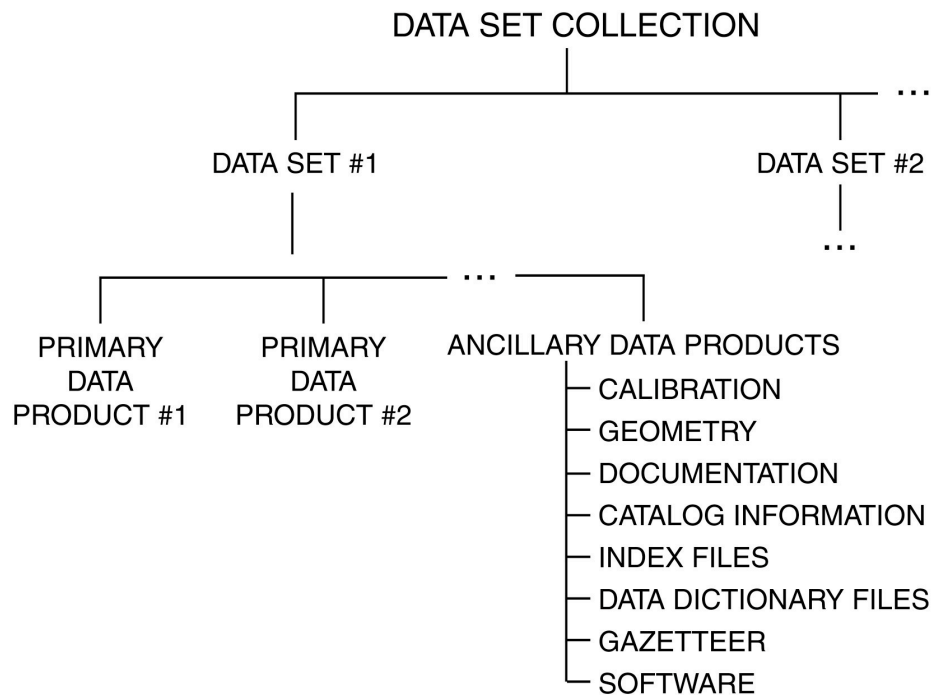 DATA SET COLLECTION
...
DATA SET #1
DATA SET #2
...
...
PRIMARY
DATA
PRODUCT #1
PRIMARY
DATA
PRODUCT #2
ANCILLARY DATA PRODUCTS
CALIBRATION
GEOMETRY
DOCUMENTATION
CATALOG INFORMATION
INDEX FILES
DATA DICTIONARY FILES
GAZETTEER
SOFTWARE